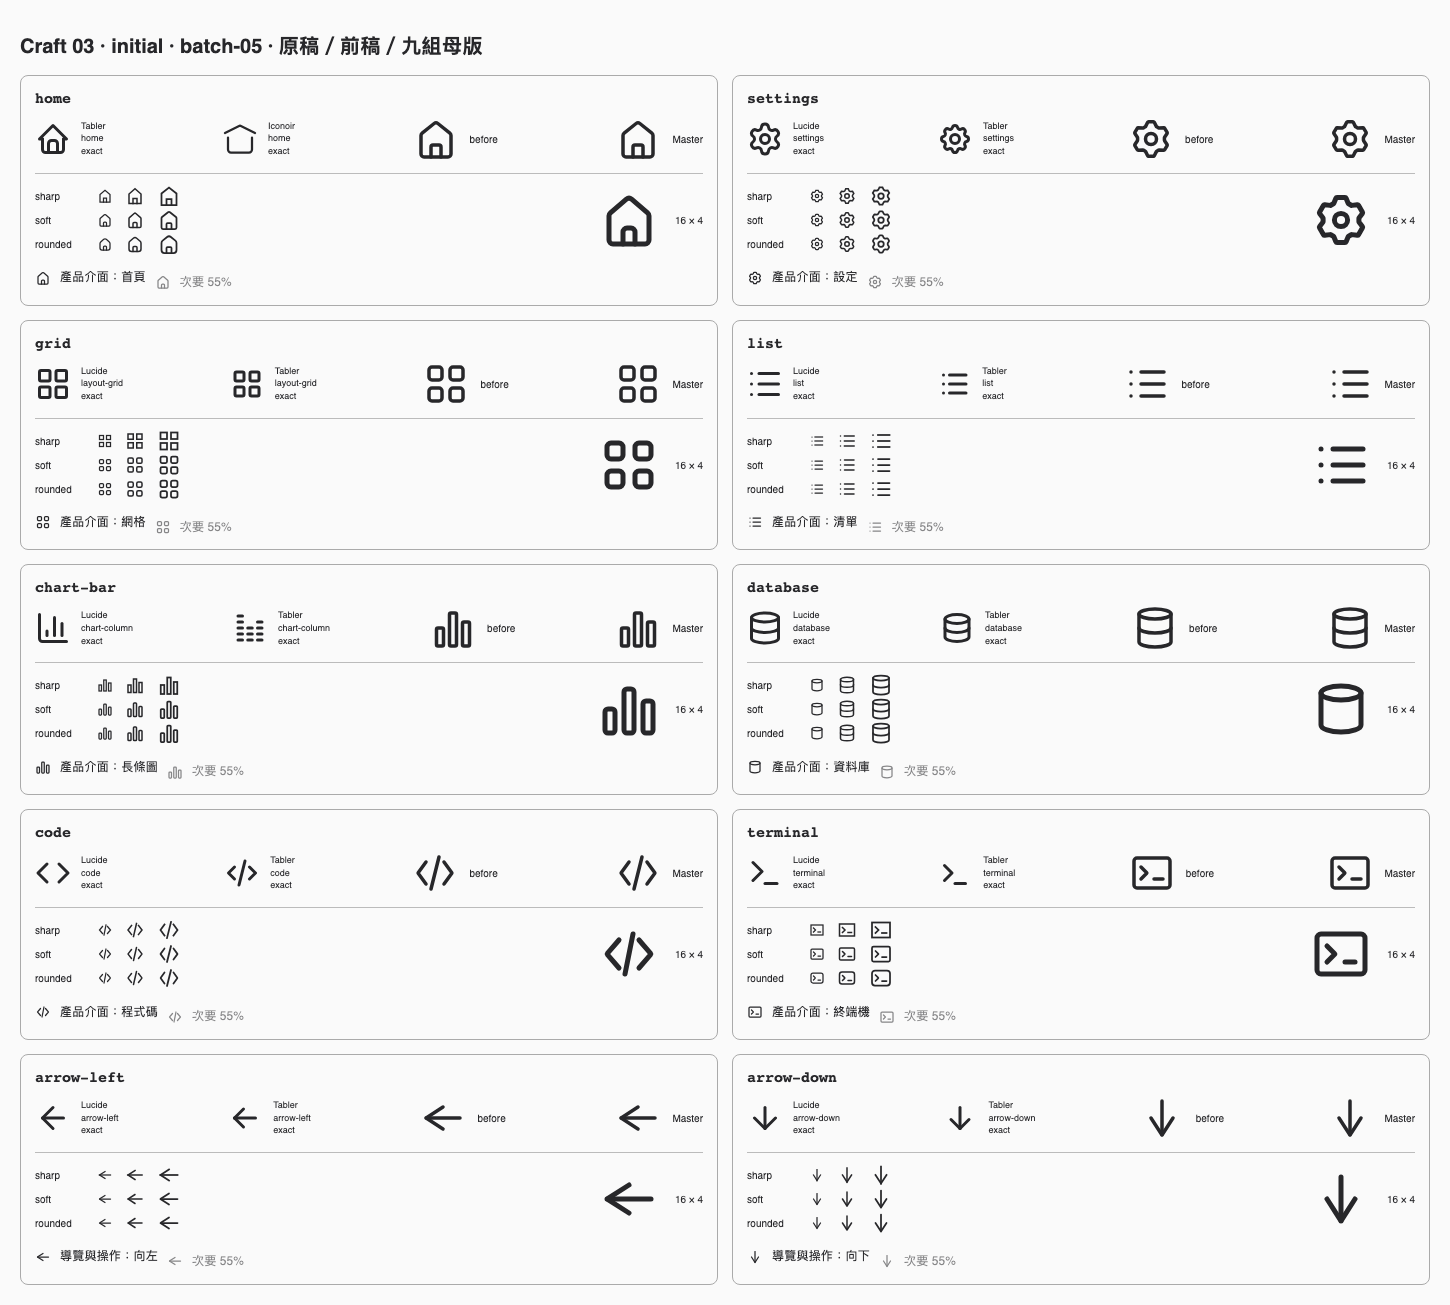 Craft 03 · initial · batch-05 · 原稿 / 前稿 / 九組母版
home
Tabler
home
exact
Iconoir
home
exact
before
Master
sharp
soft
rounded
16 × 4
產品介面：首頁
次要 55%
settings
Lucide
settings
exact
Tabler
settings
exact
before
Master
sharp
soft
rounded
16 × 4
產品介面：設定
次要 55%
grid
Lucide
layout-grid
exact
Tabler
layout-grid
exact
before
Master
sharp
soft
rounded
16 × 4
產品介面：網格
次要 55%
list
Lucide
list
exact
Tabler
list
exact
before
Master
sharp
soft
rounded
16 × 4
產品介面：清單
次要 55%
chart-bar
Lucide
chart-column
exact
Tabler
chart-column
exact
before
Master
sharp
soft
rounded
16 × 4
產品介面：長條圖
次要 55%
database
Lucide
database
exact
Tabler
database
exact
before
Master
sharp
soft
rounded
16 × 4
產品介面：資料庫
次要 55%
code
Lucide
code
exact
Tabler
code
exact
before
Master
sharp
soft
rounded
16 × 4
產品介面：程式碼
次要 55%
terminal
Lucide
terminal
exact
Tabler
terminal
exact
before
Master
sharp
soft
rounded
16 × 4
產品介面：終端機
次要 55%
arrow-left
Lucide
arrow-left
exact
Tabler
arrow-left
exact
before
Master
sharp
soft
rounded
16 × 4
導覽與操作：向左
次要 55%
arrow-down
Lucide
arrow-down
exact
Tabler
arrow-down
exact
before
Master
sharp
soft
rounded
16 × 4
導覽與操作：向下
次要 55%